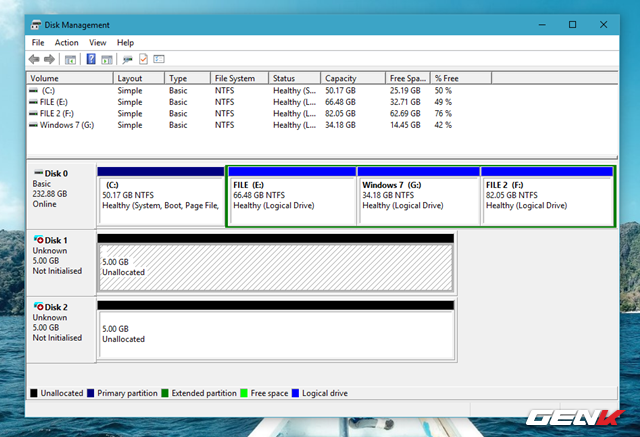 Disk Management
File Action View Help
Volume Layout Type File System Status Capacity Free Spa... % Free
(C:) Simple Basic NTFS Healthy (S... 50.17 GB 25.19 GB 50 %
FILE (E:) Simple Basic NTFS Healthy (L... 66.48 GB 32.71 GB 49 %
FILE 2 (F:) Simple Basic NTFS Healthy (L... 82.05 GB 62.69 GB 76 %
Windows 7 (G:) Simple Basic NTFS Healthy (L... 34.18 GB 14.45 GB 42 %
Disk 0
Basic
232.88 GB
Online
(C:)
50.17 GB NTFS
Healthy (System, Boot, Page File,
FILE (E:)
66.48 GB NTFS
Healthy (Logical Drive)
Windows 7 (G:)
34.18 GB NTFS
Healthy (Logical Drive)
FILE 2 (F:)
82.05 GB NTFS
Healthy (Logical Drive)
Disk 1
Unknown
5.00 GB
Not Initialised
5.00 GB
Unallocated
Disk 2
Unknown
5.00 GB
Not Initialised
5.00 GB
Unallocated
Unallocated Primary partition Extended partition Free space Logical drive
GENK